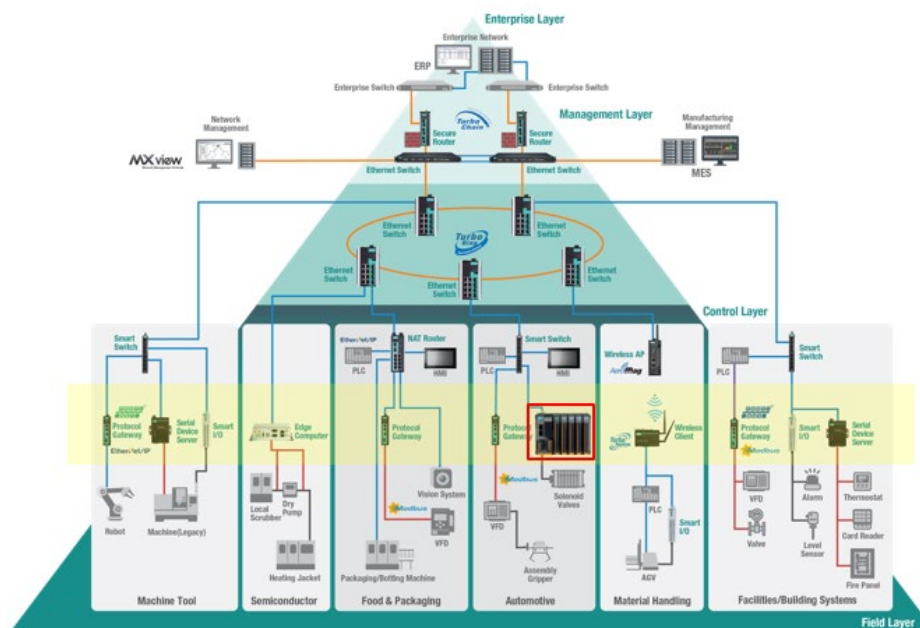 Enterprise Layer
Enterprise Network
ERP
Enterprise Switch
Enterprise Switch
Management Layer
Network
Management
Turbo
Chain
Manufacturing
Management
Secure
Router
Secure
Router
MXview
MES
Ethernet Switch
Ethernet Switch
Ethernet
Switch
Ethernet
Switch
Turbo
Ring
Ethernet
Switch
Ethernet
Switch
Ethernet
Switch
Control Layer
Smart
Switch
EtherNet/IP
NAT Router
PLC
HMI
Smart Switch
PLC
HMI
Wireless AP
AeroMag
PLC
Smart
Switch
Protocol
Gateway
EtherNet/IP
Serial
Device
Server
Smart
I/O
Edge
Computer
Protocol
Gateway
Modbus
Protocol
Gateway
Modbus
Wireless
Client
Protocol
Gateway
Modbus
Smart
I/O
Serial
Device
Server
Robot
Machine(Legacy)
Local
Scrubber
Dry
Pump
Heating Jacket
Vision System
VFD
Packaging/Bottling Machine
Solenoid
Valves
VFD
Assembly
Gripper
PLC
Smart
I/O
AGV
VFD
Valve
Alarm
Level
Sensor
Thermostat
Card Reader
Fire Panel
Machine Tool
Semiconductor
Food & Packaging
Automotive
Material Handling
Facilities/Building Systems
Field Layer